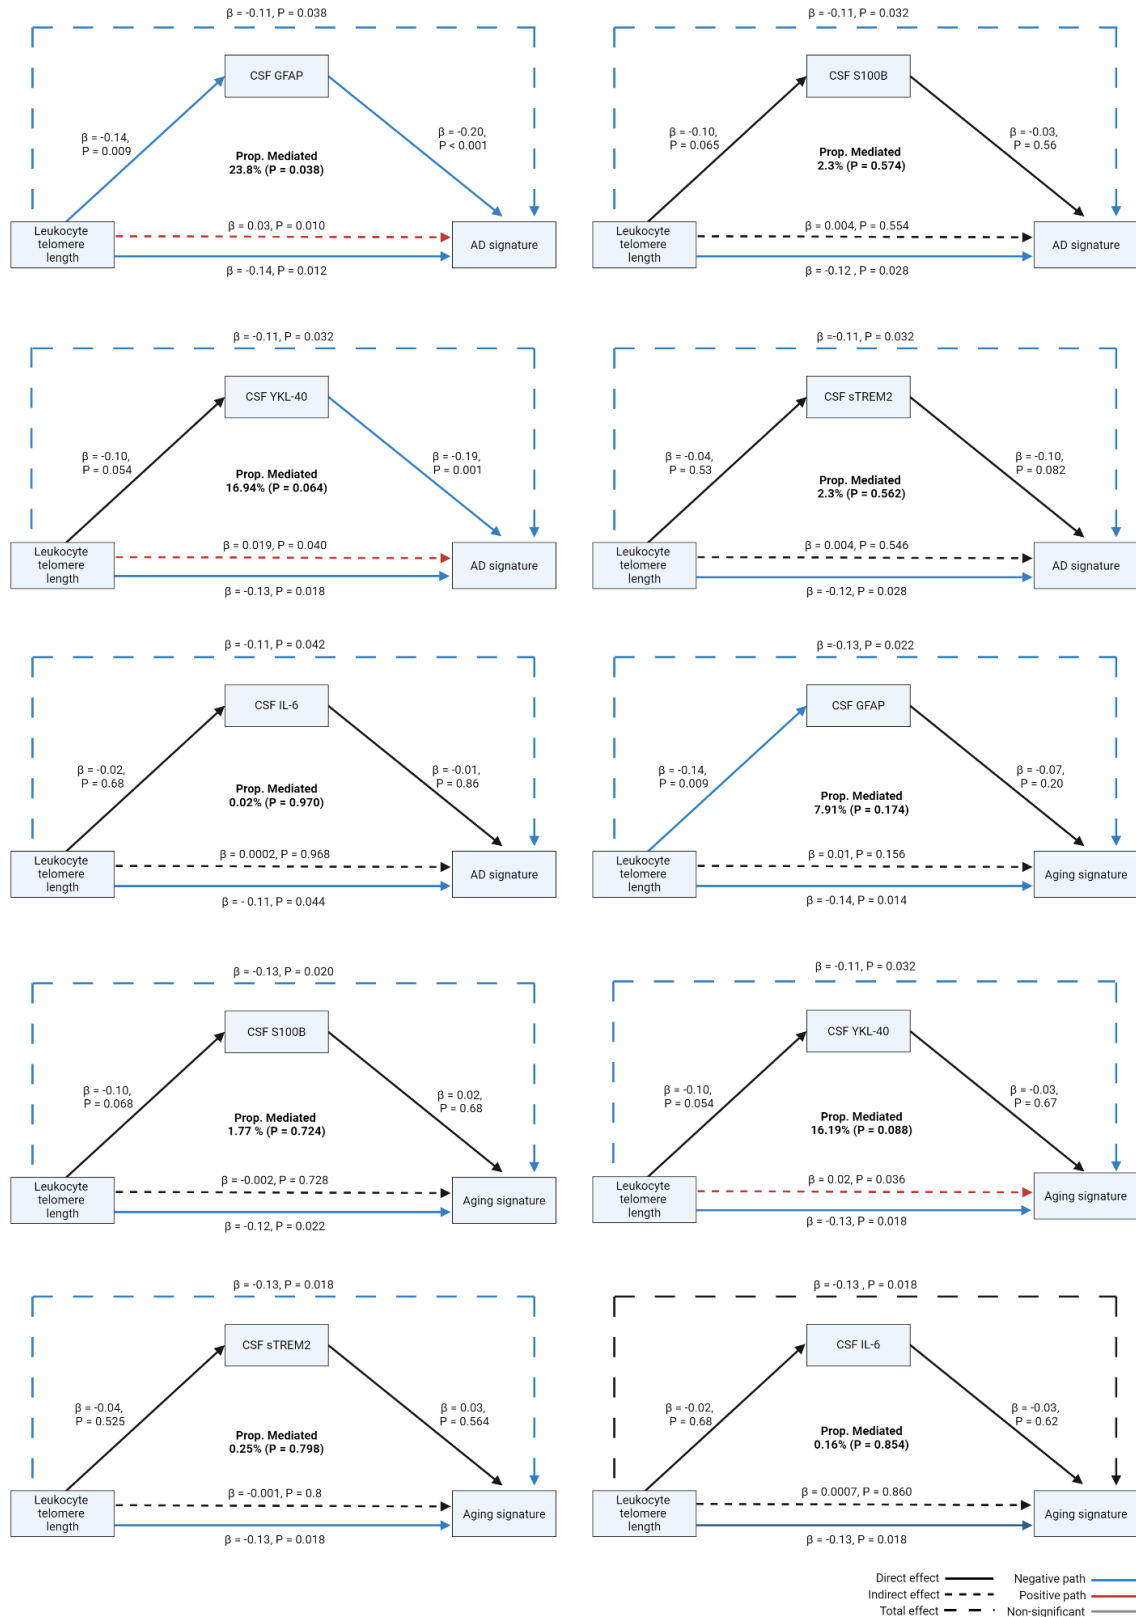 β = -0.11, P = 0.038
CSF GFAP
β = -0.14,
P = 0.009
β = -0.20,
P < 0.001
Prop. Mediated
23.8% (P = 0.038)
β = 0.03, P = 0.010
Leukocyte
telomere
length
AD signature
β = -0.14, P = 0.012
β = -0.11, P = 0.032
CSF S100B
β = -0.10,
P = 0.065
β = -0.03,
P = 0.56
Prop. Mediated
2.3% (P = 0.574)
β = 0.004, P = 0.554
Leukocyte
telomere
length
AD signature
β = -0.12 , P = 0.028
β = -0.11, P = 0.032
CSF YKL-40
β = -0.10,
P = 0.054
β = -0.19,
P = 0.001
Prop. Mediated
16.94% (P = 0.064)
β = 0.019, P = 0.040
Leukocyte
telomere
length
AD signature
β = -0.13, P = 0.018
β =-0.11, P = 0.032
CSF sTREM2
β = -0.04,
P = 0.53
β = -0.10,
P = 0.082
Prop. Mediated
2.3% (P = 0.562)
β = 0.004, P = 0.546
Leukocyte
telomere
length
AD signature
β = -0.12, P = 0.028
β = -0.11, P = 0.042
CSF IL-6
β = -0.02,
P = 0.68
β = -0.01,
P = 0.86
Prop. Mediated
0.02% (P = 0.970)
β = 0.0002, P = 0.968
Leukocyte
telomere
length
AD signature
β = - 0.11, P = 0.044
β =-0.13, P = 0.022
CSF GFAP
β = -0.14,
P = 0.009
β = -0.07,
P = 0.20
Prop. Mediated
7.91% (P = 0.174)
β = 0.01, P = 0.156
Leukocyte
telomere
length
Aging signature
β = -0.14, P = 0.014
β = -0.13, P = 0.020
CSF S100B
β = -0.10,
P = 0.068
β = 0.02,
P = 0.68
Prop. Mediated
1.77 % (P = 0.724)
β = -0.002, P = 0.728
Leukocyte
telomere
length
Aging signature
β = -0.12, P = 0.022
β = -0.11, P = 0.032
CSF YKL-40
β = -0.10,
P = 0.054
β = -0.03,
P = 0.67
Prop. Mediated
16.19% (P = 0.088)
β = 0.02, P = 0.036
Leukocyte
telomere
length
Aging signature
β = -0.13, P = 0.018
β = -0.13, P = 0.018
CSF sTREM2
β = -0.04,
P = 0.525
β = 0.03,
P = 0.564
Prop. Mediated
0.25% (P = 0.798)
β = -0.001, P = 0.8
Leukocyte
telomere
length
Aging signature
β = -0.13, P = 0.018
β = -0.13 , P = 0.018
CSF IL-6
β = -0.02,
P = 0.68
β = -0.03,
P = 0.62
Prop. Mediated
0.16% (P = 0.854)
β = 0.0007, P = 0.860
Leukocyte
telomere
length
Aging signature
β = -0.13, P = 0.018
Direct effect
Negative path
Indirect effect
Positive path
Total effect
Non-significant